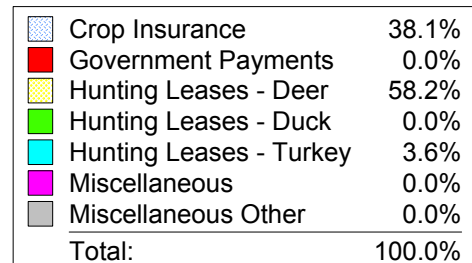 Crop Insurance 38.1%
Government Payments 0.0%
Hunting Leases - Deer 58.2%
Hunting Leases - Duck 0.0%
Hunting Leases - Turkey 3.6%
Miscellaneous 0.0%
Miscellaneous Other 0.0%
Total: 100.0%